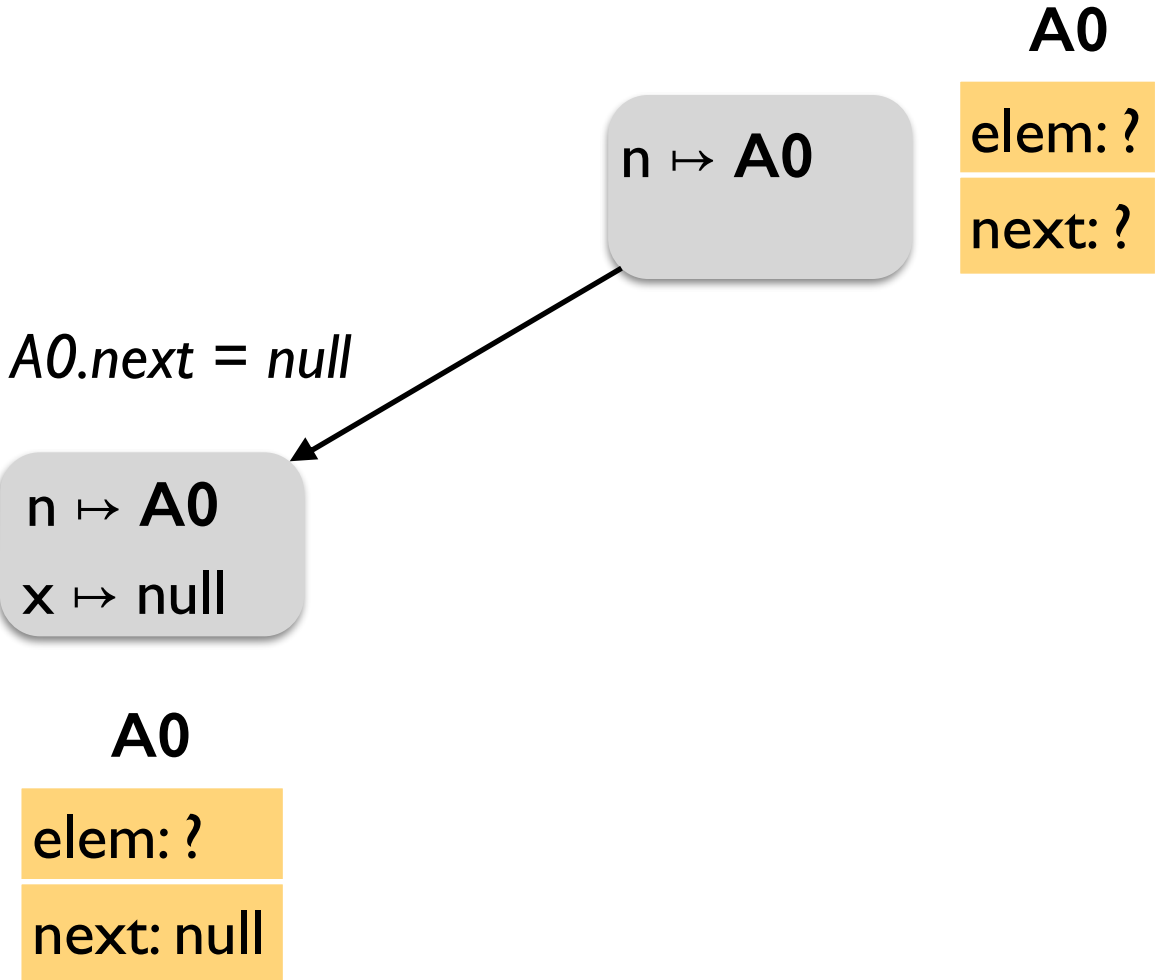 A0
n ↦ A0
elem: ?
next: ?
A0.next = null
n ↦ A0
x ↦ null
A0
elem: ?
next: null